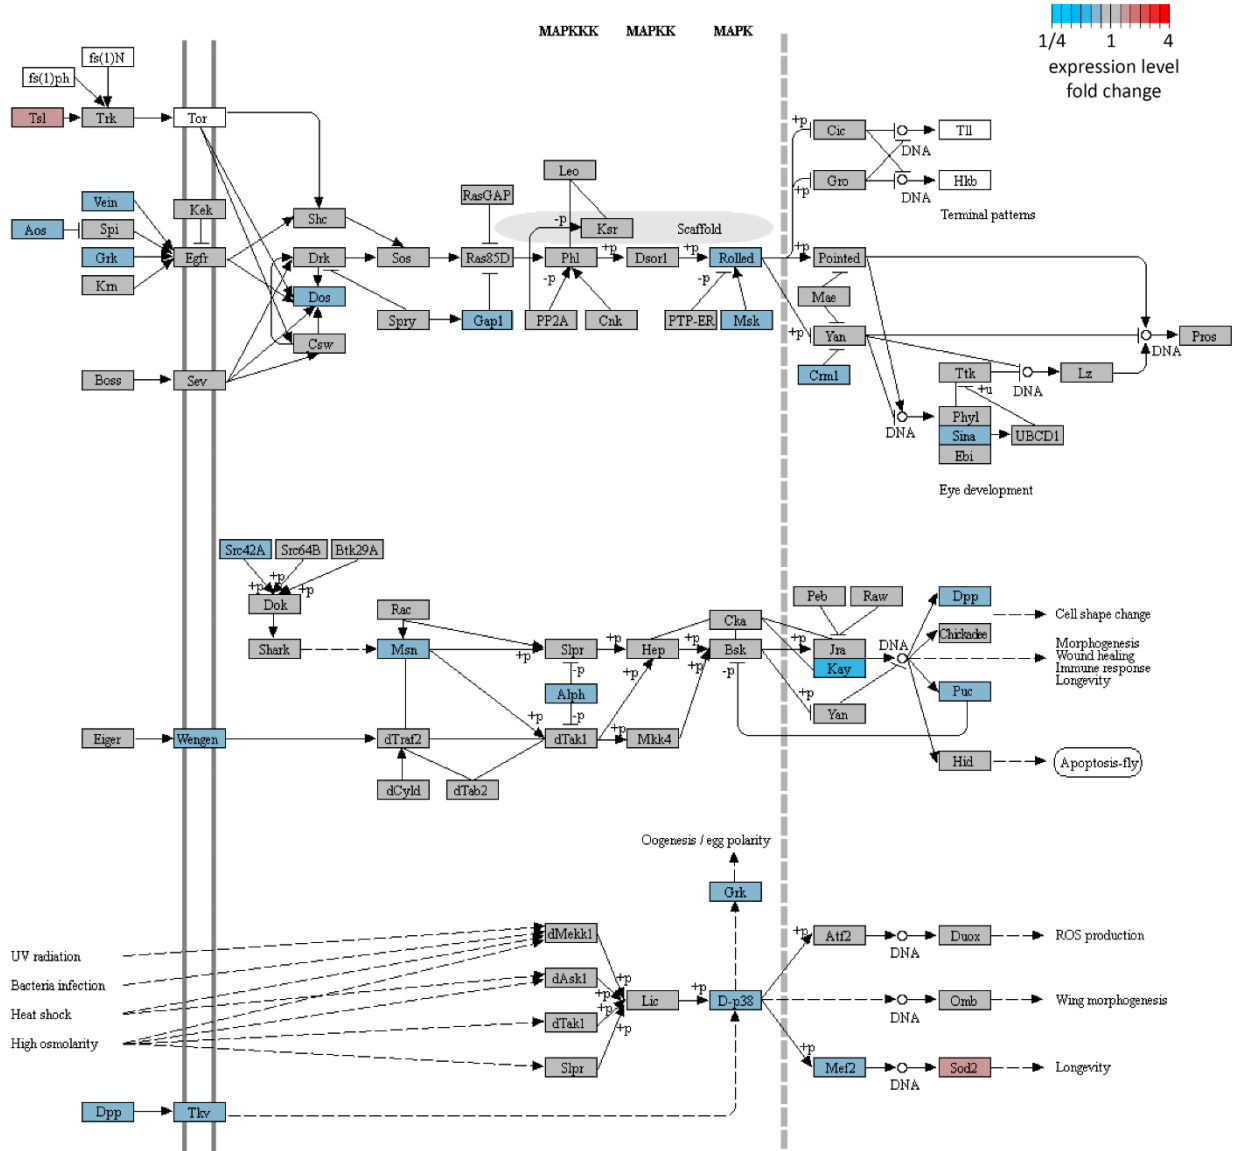 MAPKKK MAPKK MAPK
1/4 1 4
expression level
fold change
fs(1)N
fs(1)ph
Tsl Trk Tor
+p Cic Tll
DNA
Gro Hkb
+p DNA
Terminal patterns
Leo
RasGAP
Vein Kek
Shc -p Ksr Scaffold
Aos Spi
Grk Egfr Drk Sos Ras85D Phl +p Dsor1 +p Rolled +p Pointed
-p -p
Krn Dos Mae
Spry Gap1 PP2A Cnk PTP-ER Msk
Csw +p Yan Pros
DNA
Boss Sev Crm1 Ttk Lz
+u DNA
Phyl
DNA Sina UBCD1
Ebi
Eye development
Src42A Src64B Btk29A
+p +p +p
Dok Rac Peb Raw Dpp
Cell shape change
Cka Chickadee
Shark Msn Slpr +p Hep +p Bsk +p Jra DNA Morphogenesis
+p -p +p -p Kay Wound healing
Immune response
Alph Puc Longevity
-p +p
Yan
Eiger Wengen dTraf2 +p dTak1 +p Mkk4
Hid Apoptosis-fly
dCyld dTab2
Oogenesis / egg polarity
Grk
dMekk1 +p Atf2 Duox ROS production
UV radiation DNA
Bacteria infection dAsk1 +p
+p Lic +p D-p38 Omb Wing morphogenesis
Heat shock +p DNA
dTak1 +p
High osmolarity +p
Slpr Mef2 Sod2 Longevity
DNA
Dpp Tkv